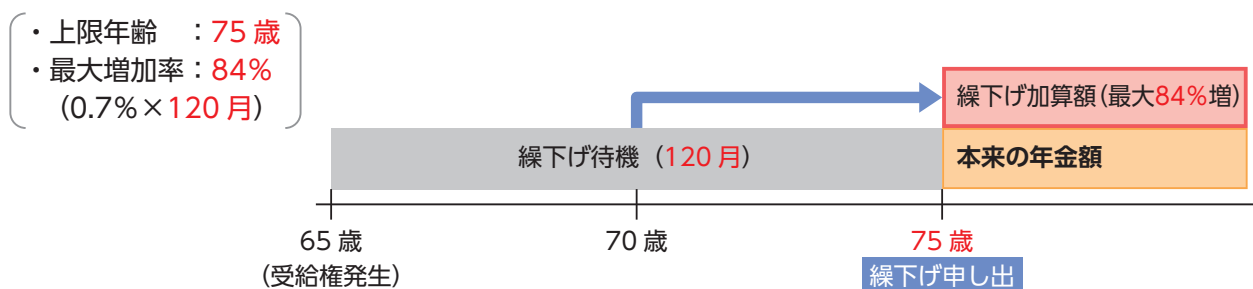 ・上限年齢　：75 歳
・最大増加率：84%
（0.7%×120 月）
繰下げ加算額（最大84%増）
繰下げ待機（120 月）
本来の年金額
65 歳
70 歳
75 歳
（受給権発生）
繰下げ申し出